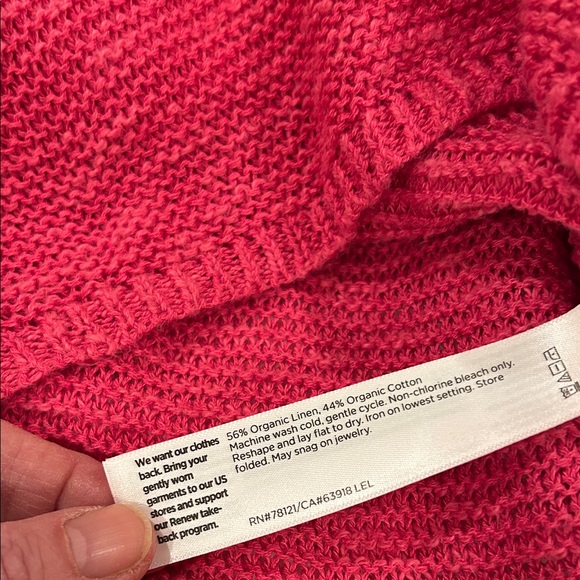 We want our clothes
back. Bring your
gently worn
garments to our US
stores and support
our Renew take-
back program.
56% Organic Linen, 44% Organic Cotton
Machine wash cold, gentle cycle. Non-chlorine bleach only.
Reshape and lay flat to dry. Iron on lowest setting. Store
folded. May snag on jewelry.
RN#78121/CA#63918 LEL